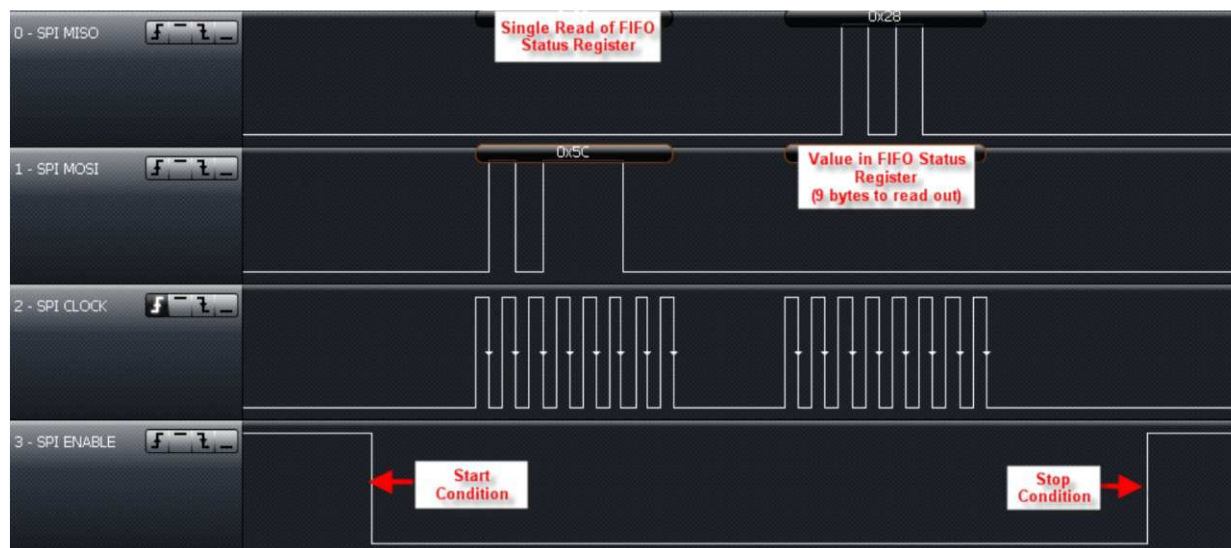 0 - SPI MISO
Single Read of FIFO
Status Register
0x28
1 - SPI MOSI
0x5C
Value in FIFO Status
Register
(9 bytes to read out)
2 - SPI CLOCK
3 - SPI ENABLE
Start
Condition
Stop
Condition